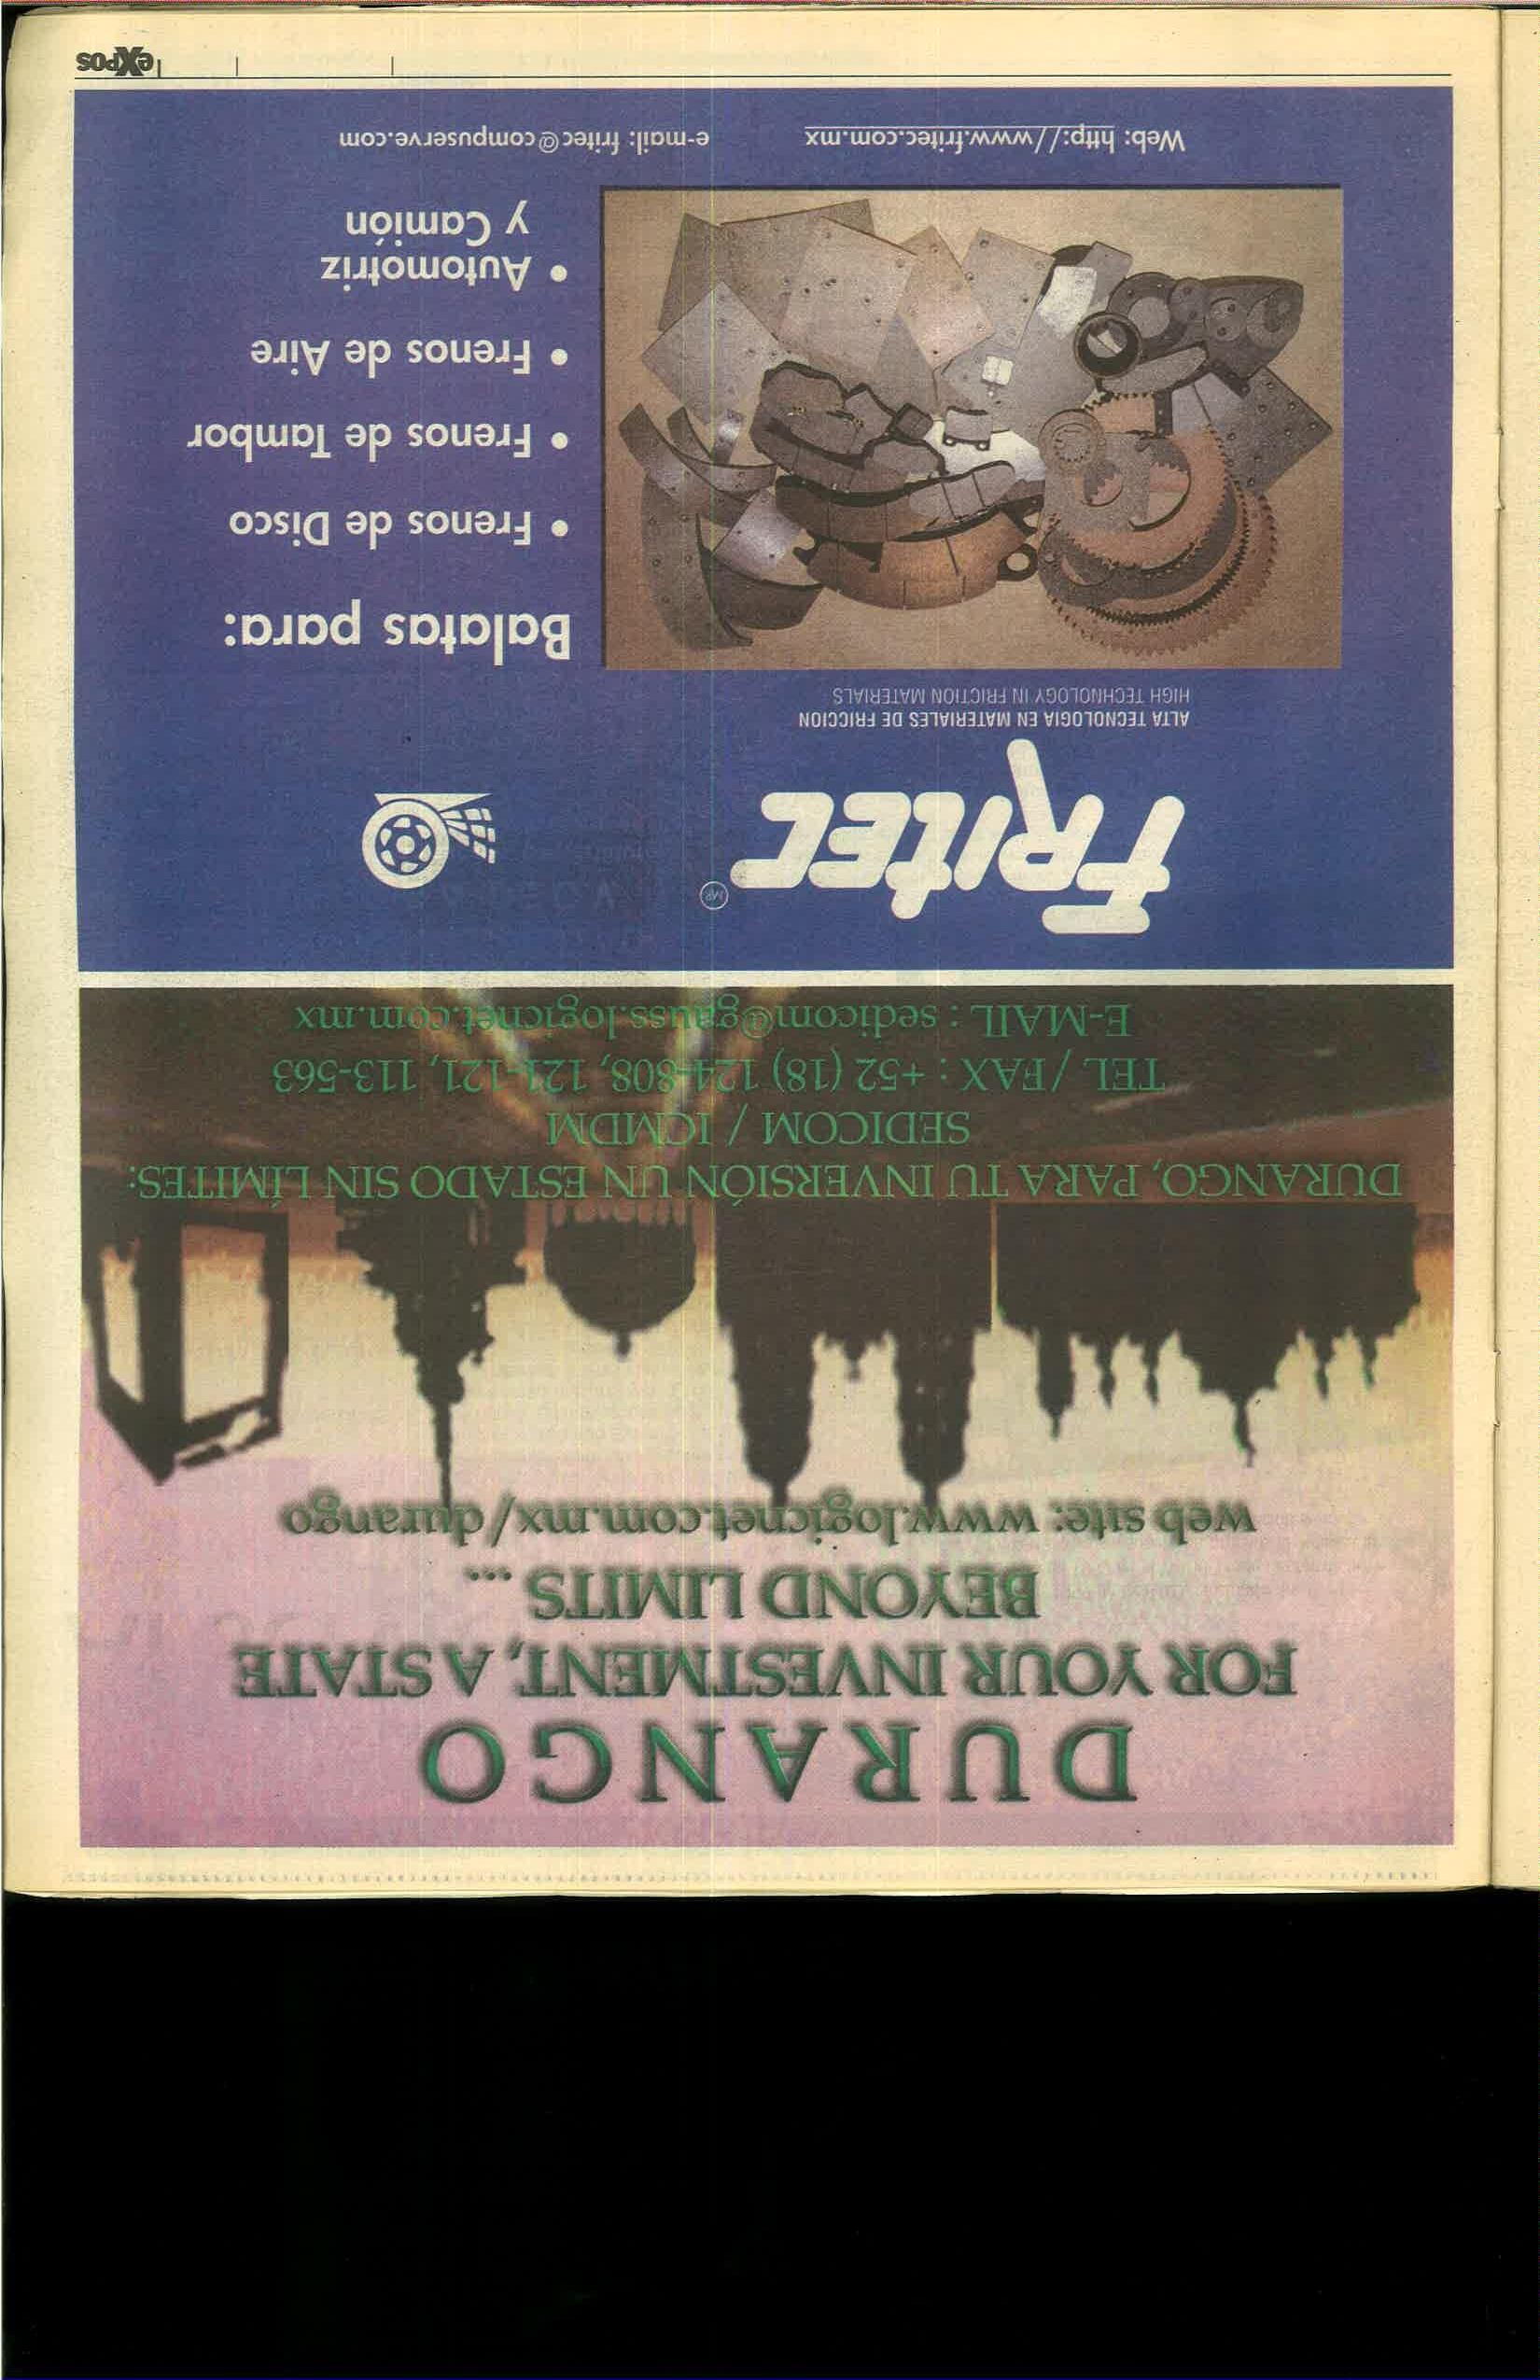 DURANGO
FOR YOUR INVESTMENT, A STATE
BEYOND LIMITS ...
web site: www.logicnet.com.mx/durango
DURANGO, PARA TU INVERSIÓN UN ESTADO SIN LÍMITES:
SEDICOM / ICMDM
TEL / FAX : +52 (18) 124-808, 121-121, 113-563
E-MAIL : sedicom@gauss.logicnet.com.mx
FRITEC MR
ALTA TECNOLOGIA EN MATERIALES DE FRICCION
HIGH TECHNOLOGY IN FRICTION MATERIALS
Balatas para:
• Frenos de Disco
• Frenos de Tambor
• Frenos de Aire
• Automotriz
y Camión
Web: http://www.fritec.com.mx
e-mail: fritec@compuserve.com
eXPOS